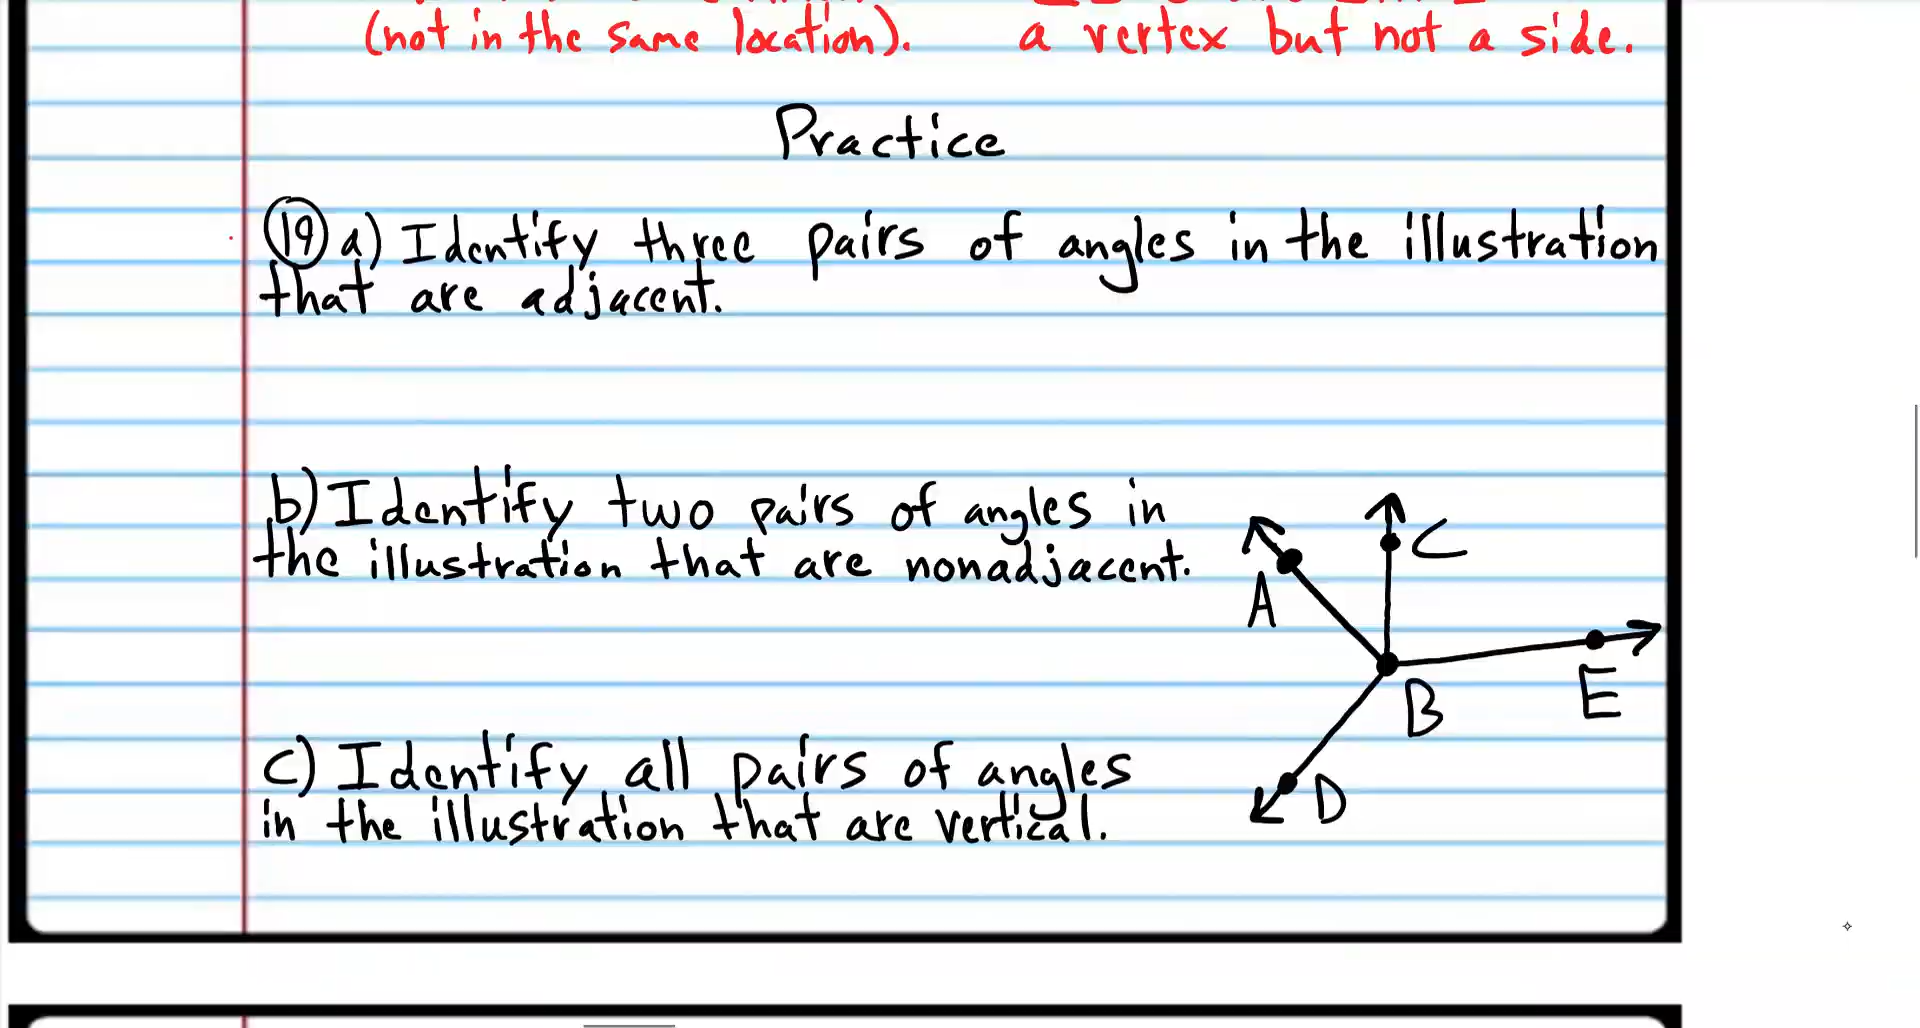 (not in the same location).
a vertex but not a side.
Practice
19 a) Identify three pairs of angles in the illustration
that are adjacent.
b) Identify two pairs of angles in
the illustration that are nonadjacent.
c) Identify all pairs of angles
in the illustration that are vertical.
A
C
B
E
D